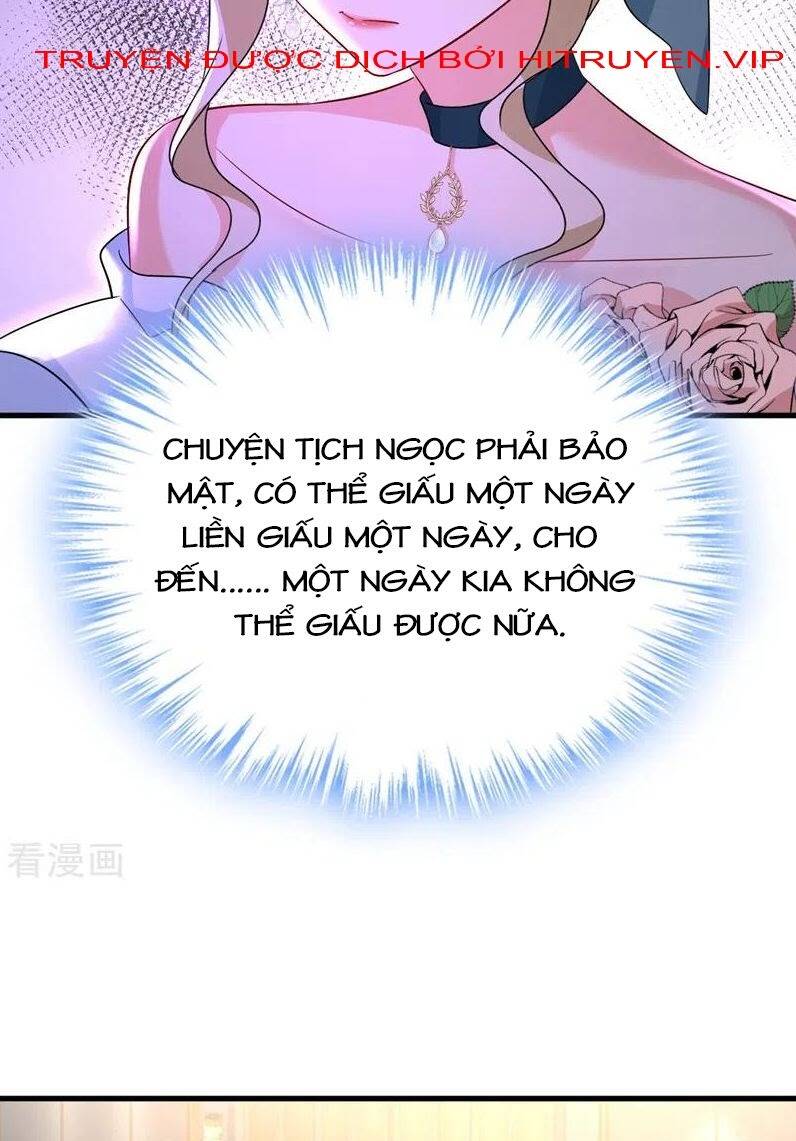 TRUYỆN ĐƯỢC DỊCH BỞI HITRUYEN.VIP
CHUYỆN TỊCH NGỌC PHẢI BẢO
MẬT, CÓ THỂ GIẤU MỘT NGÀY
LIỀN GIẤU MỘT NGÀY, CHO
ĐẾN...... MỘT NGÀY KIA KHÔNG
THỂ GIẤU ĐƯỢC NỮA.
看漫画